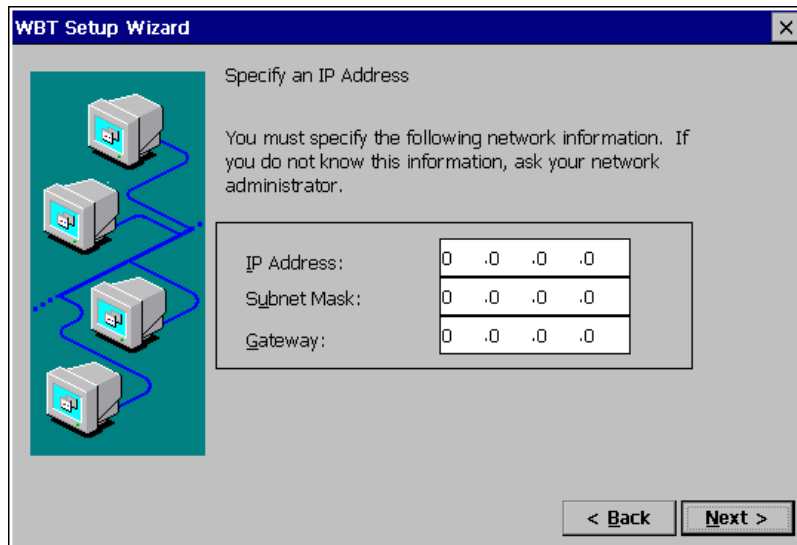 WBT Setup Wizard
Specify an IP Address
You must specify the following network information. If
you do not know this information, ask your network
administrator.
IP Address: 0 .0 .0 .0
Subnet Mask: 0 .0 .0 .0
Gateway: 0 .0 .0 .0
< Back Next >